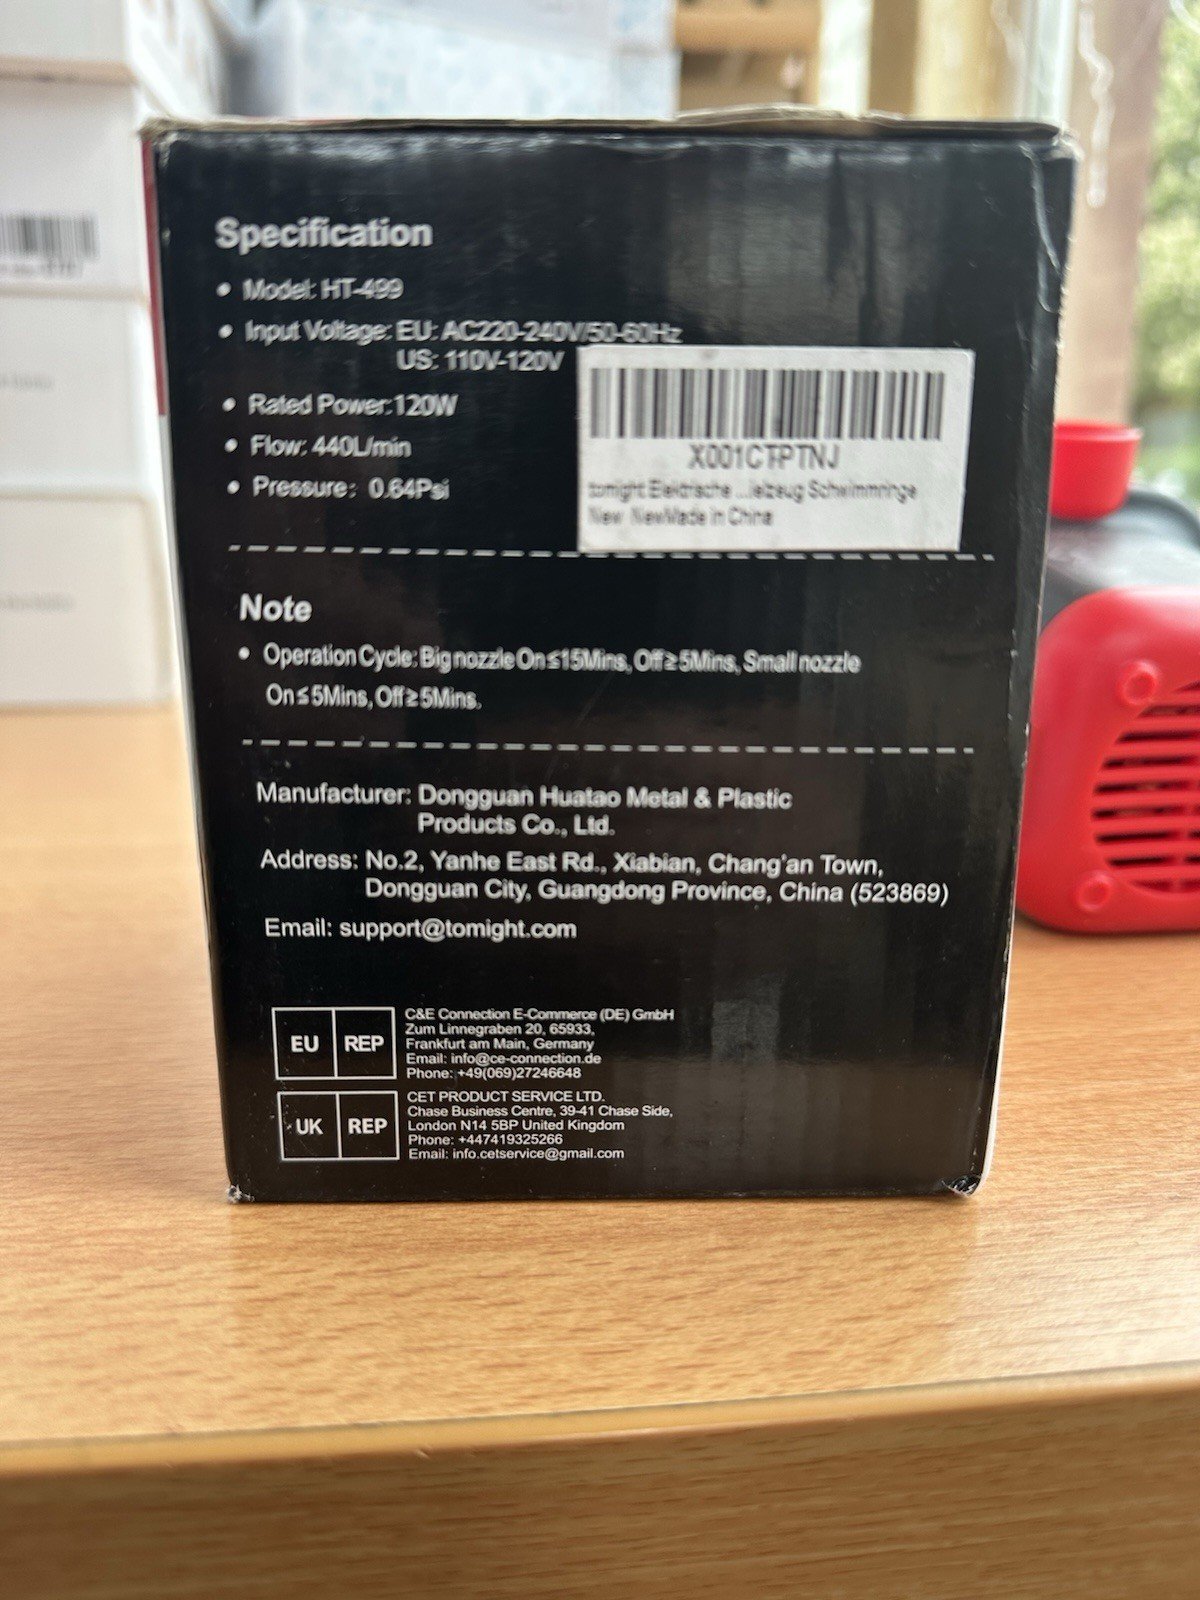 Specification
• Model: HT-499
• Input Voltage: EU: AC220-240V/50-60Hz
US: 110V-120V
• Rated Power:120W
• Flow: 440L/min
• Pressure: 0.64Psi
X001CTPTNJ
tomight Elektrische ...ielzeug Schwimmringe
New NewMade in China
Note
• Operation Cycle: Big nozzle On≤15Mins, Off≥5Mins, Small nozzle
On≤5Mins, Off≥5Mins.
Manufacturer: Dongguan Huatao Metal & Plastic
Products Co., Ltd.
Address: No.2, Yanhe East Rd., Xiabian, Chang'an Town,
Dongguan City, Guangdong Province, China (523869)
Email: support@tomight.com
EU REP
C&E Connection E-Commerce (DE) GmbH
Zum Linnegraben 20, 65933,
Frankfurt am Main, Germany
Email: info@ce-connection.de
Phone: +49(069)27246648
UK REP
CET PRODUCT SERVICE LTD.
Chase Business Centre, 39-41 Chase Side,
London N14 5BP United Kingdom
Phone: +447419325266
Email: info.cetservice@gmail.com